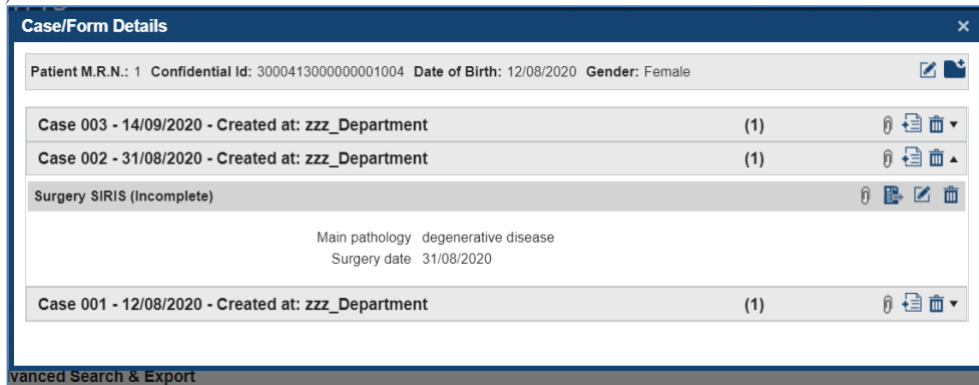 Case/Form Details
Patient M.R.N.: 1 Confidential Id: 3000413000000001004 Date of Birth: 12/08/2020 Gender: Female
Case 003 - 14/09/2020 - Created at: zzz_Department (1)
Case 002 - 31/08/2020 - Created at: zzz_Department (1)
Surgery SIRIS (Incomplete)
Main pathology degenerative disease
Surgery date 31/08/2020
Case 001 - 12/08/2020 - Created at: zzz_Department (1)
vanced Search & Export